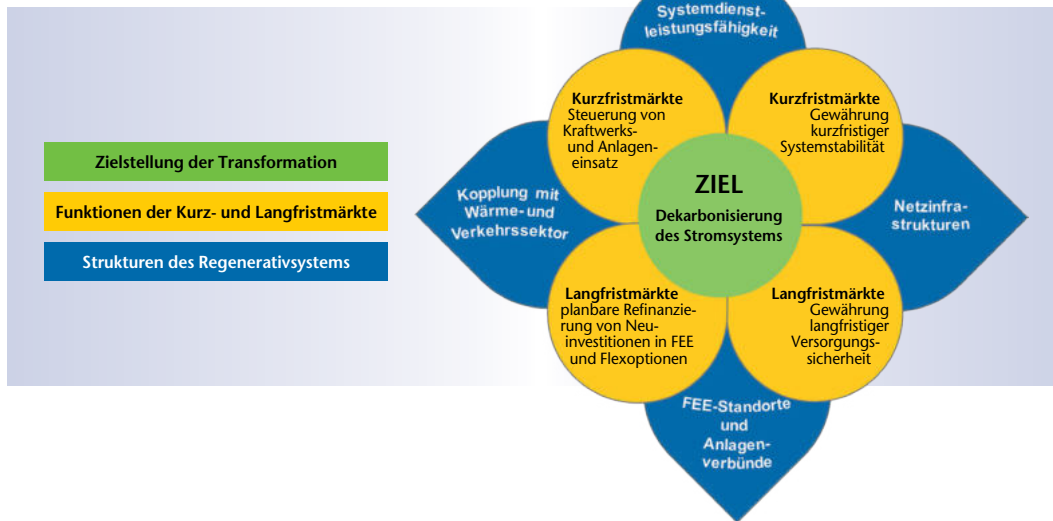 Zielstellung der Transformation
Funktionen der Kurz- und Langfristmärkte
Strukturen des Regenerativsystems
Systemdienst-
leistungsfähigkeit
Kurzfristmärkte
Steuerung von
Kraftwerks-
und Anlagen-
einsatz
Kurzfristmärkte
Gewährung
kurzfristiger
Systemstabilität
Kopplung mit
Wärme- und
Verkehrssektor
ZIEL
Dekarbonisierung
des Stromsystems
Netzinfra-
strukturen
Langfristmärkte
planbare Refinanzie-
rung von Neu-
investitionen in FEE
und Flexoptionen
Langfristmärkte
Gewährung
langfristiger
Versorgungs-
sicherheit
FEE-Standorte
und
Anlagen-
verbünde